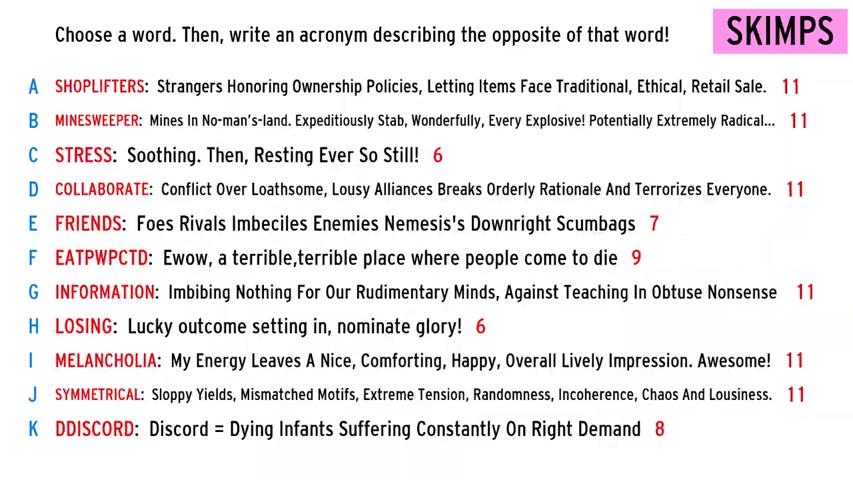 Choose a word. Then, write an acronym describing the opposite of that word!
SKIMPS
A SHOPLIFTERS: Strangers Honoring Ownership Policies, Letting Items Face Traditional, Ethical, Retail Sale. 11
B MINESWEEPER: Mines In No-man's-land. Expeditiously Stab, Wonderfully, Every Explosive! Potentially Extremely Radical... 11
C STRESS: Soothing. Then, Resting Ever So Still! 6
D COLLABORATE: Conflict Over Loathsome, Lousy Alliances Breaks Orderly Rationale And Terrorizes Everyone. 11
E FRIENDS: Foes Rivals Imbeciles Enemies Nemesis's Downright Scumbags 7
F EATPWPCTD: Ewow, a terrible,terrible place where people come to die 9
G INFORMATION: Imbibing Nothing For Our Rudimentary Minds, Against Teaching In Obtuse Nonsense 11
H LOSING: Lucky outcome setting in, nominate glory! 6
I MELANCHOLIA: My Energy Leaves A Nice, Comforting, Happy, Overall Lively Impression. Awesome! 11
J SYMMETRICAL: Sloppy Yields, Mismatched Motifs, Extreme Tension, Randomness, Incoherence, Chaos And Lousiness. 11
K DDISCORD: Discord = Dying Infants Suffering Constantly On Right Demand 8